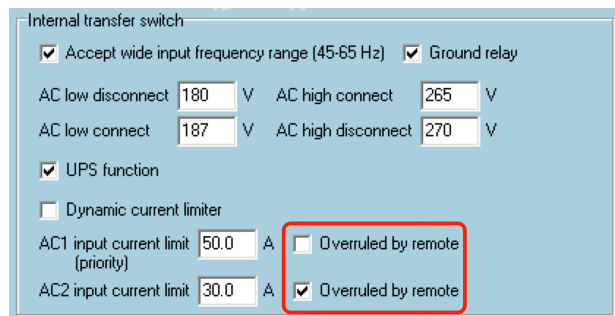 Internal transfer switch
Accept wide input frequency range (45-65 Hz) Ground relay
AC low disconnect 180 V AC high connect 265 V
AC low connect 187 V AC high disconnect 270 V
UPS function
Dynamic current limiter
AC1 input current limit 50.0 A Overruled by remote
(priority)
AC2 input current limit 30.0 A Overruled by remote